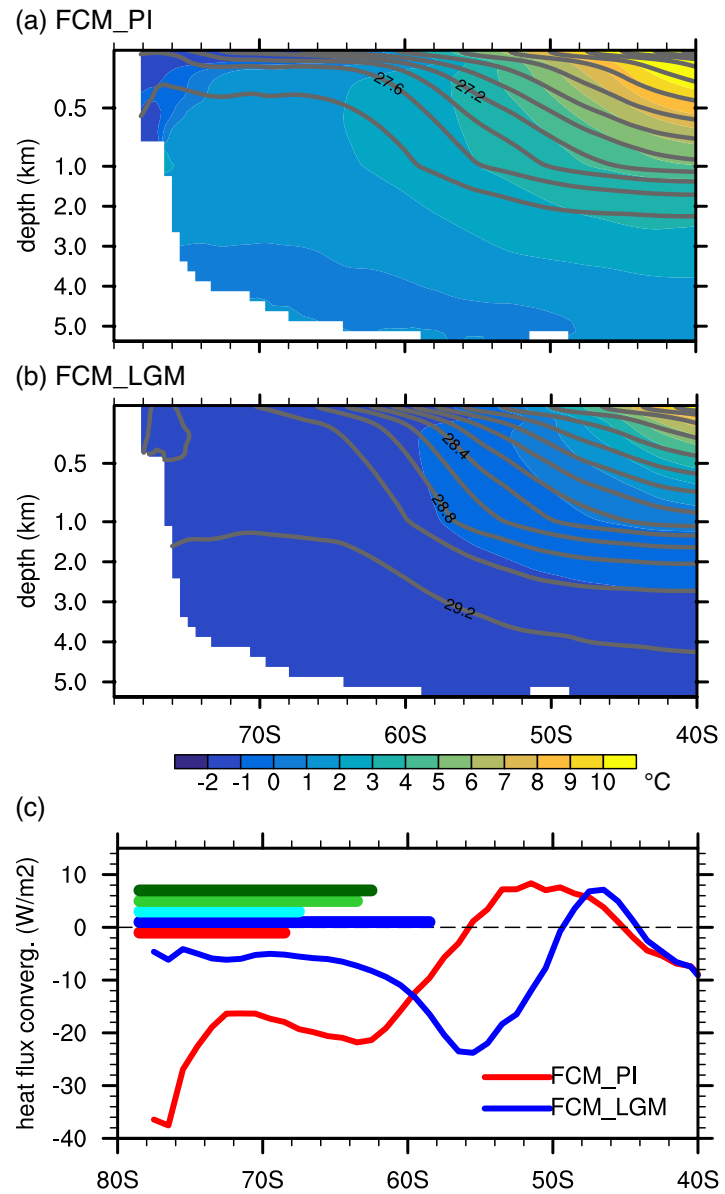 (a) FCM_PI
27.6
27.2
0.5
1.0
2.0
3.0
4.0
5.0
depth (km)
(b) FCM_LGM
28.4
28.8
29.2
0.5
1.0
2.0
3.0
4.0
5.0
depth (km)
70S 60S 50S 40S
-2 -1 0 1 2 3 4 5 6 7 8 9 10 °C
(c)
10
0
-10
-20
-30
-40
heat flux converg. (W/m2)
FCM_PI
FCM_LGM
80S 70S 60S 50S 40S